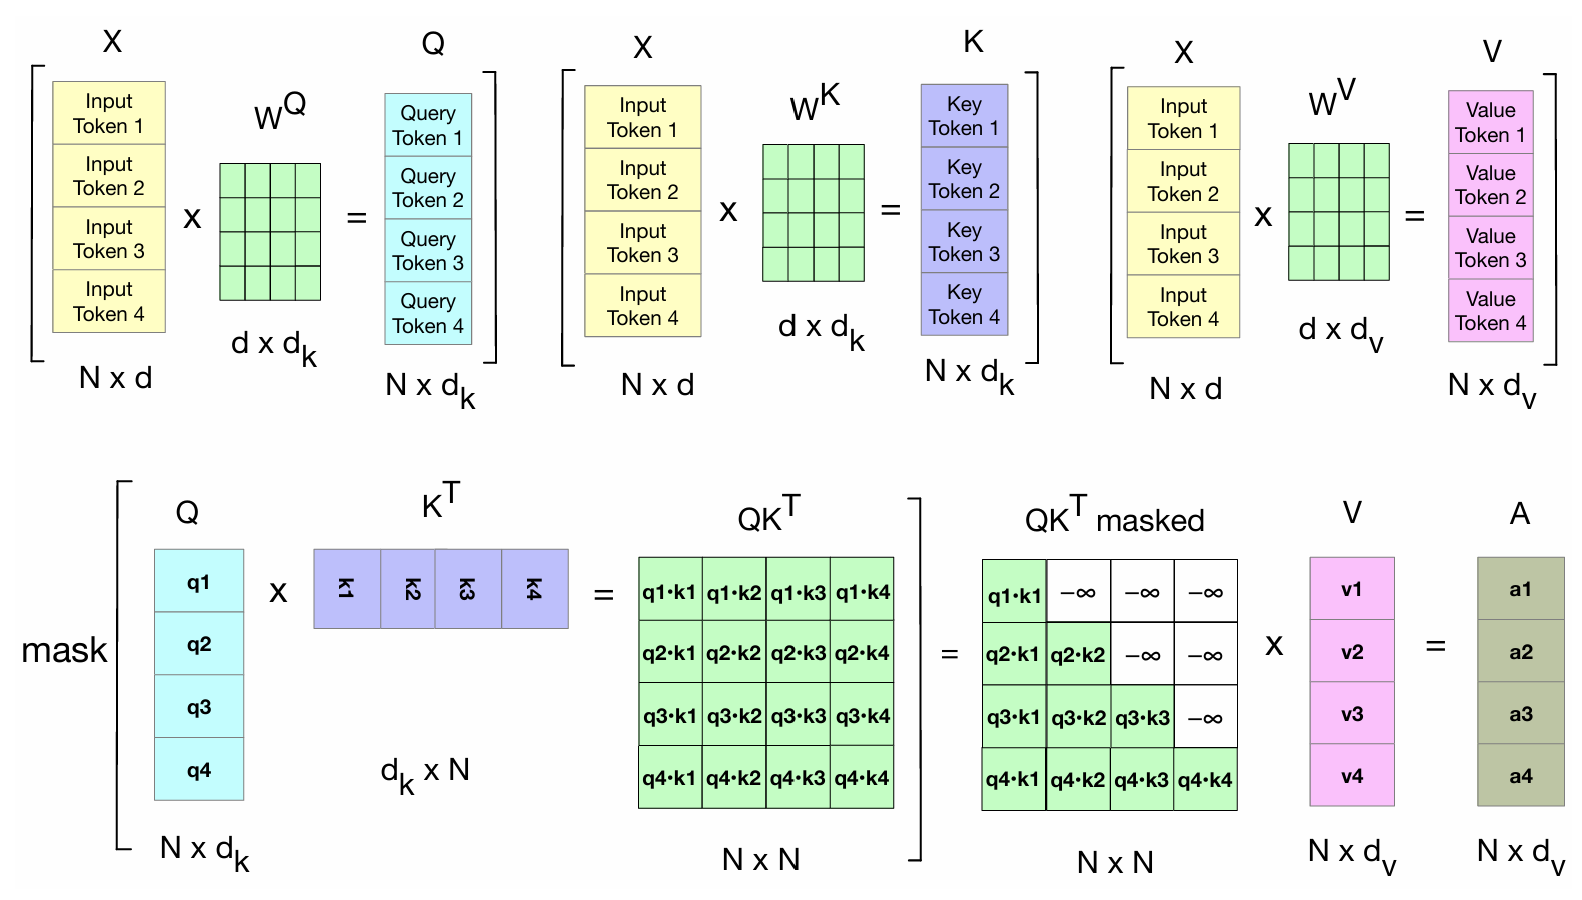 X
Input
Token 1
Input
Token 2
Input
Token 3
Input
Token 4
N x d
x
W^Q
d x d_k
=
Q
Query
Token 1
Query
Token 2
Query
Token 3
Query
Token 4
N x d_k
X
Input
Token 1
Input
Token 2
Input
Token 3
Input
Token 4
N x d
x
W^K
d x d_k
=
K
Key
Token 1
Key
Token 2
Key
Token 3
Key
Token 4
N x d_k
X
Input
Token 1
Input
Token 2
Input
Token 3
Input
Token 4
N x d
x
W^V
d x d_v
=
V
Value
Token 1
Value
Token 2
Value
Token 3
Value
Token 4
N x d_v
mask
Q
q1
q2
q3
q4
N x d_k
x
K^T
k1 k2 k3 k4
d_k x N
=
QK^T
q1•k1 q1•k2 q1•k3 q1•k4
q2•k1 q2•k2 q2•k3 q2•k4
q3•k1 q3•k2 q3•k3 q3•k4
q4•k1 q4•k2 q4•k3 q4•k4
N x N
=
QK^T masked
q1•k1 −∞ −∞ −∞
q2•k1 q2•k2 −∞ −∞
q3•k1 q3•k2 q3•k3 −∞
q4•k1 q4•k2 q4•k3 q4•k4
N x N
x
V
v1
v2
v3
v4
N x d_v
=
A
a1
a2
a3
a4
N x d_v